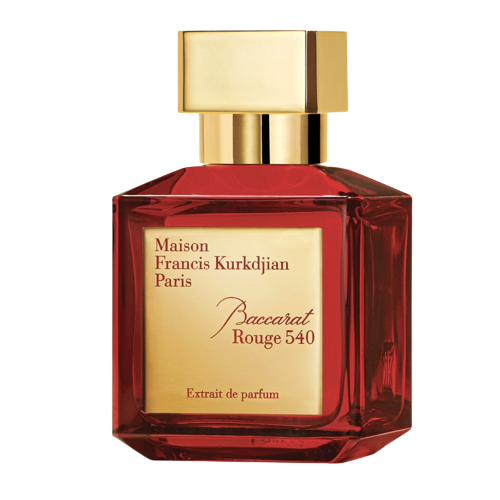 Maison
Francis Kurkdjian
Paris
Baccarat
Rouge 540
Extrait de parfum